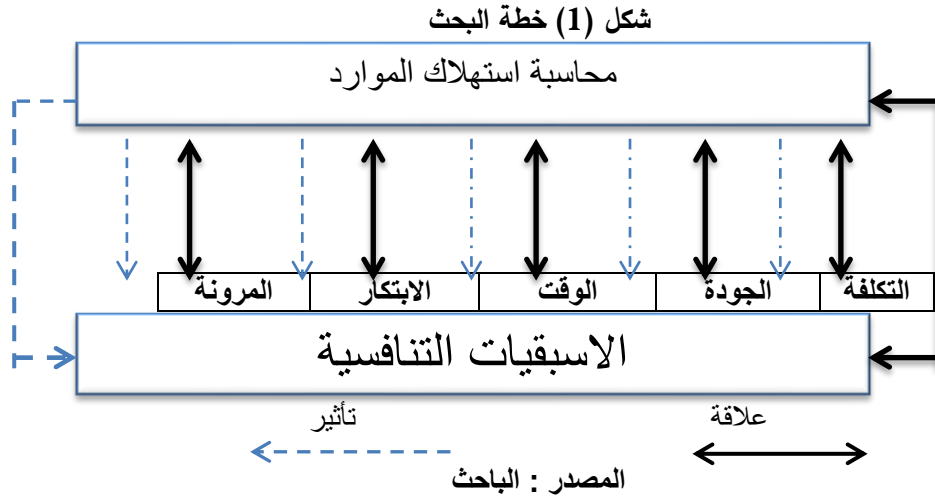 شكل (1) خطة البحث
محاسبة استهلاك الموارد
التكلفة الجودة الوقت الابتكار المرونة
الاسبقيات التنافسية
علاقة تأثير
المصدر : الباحث